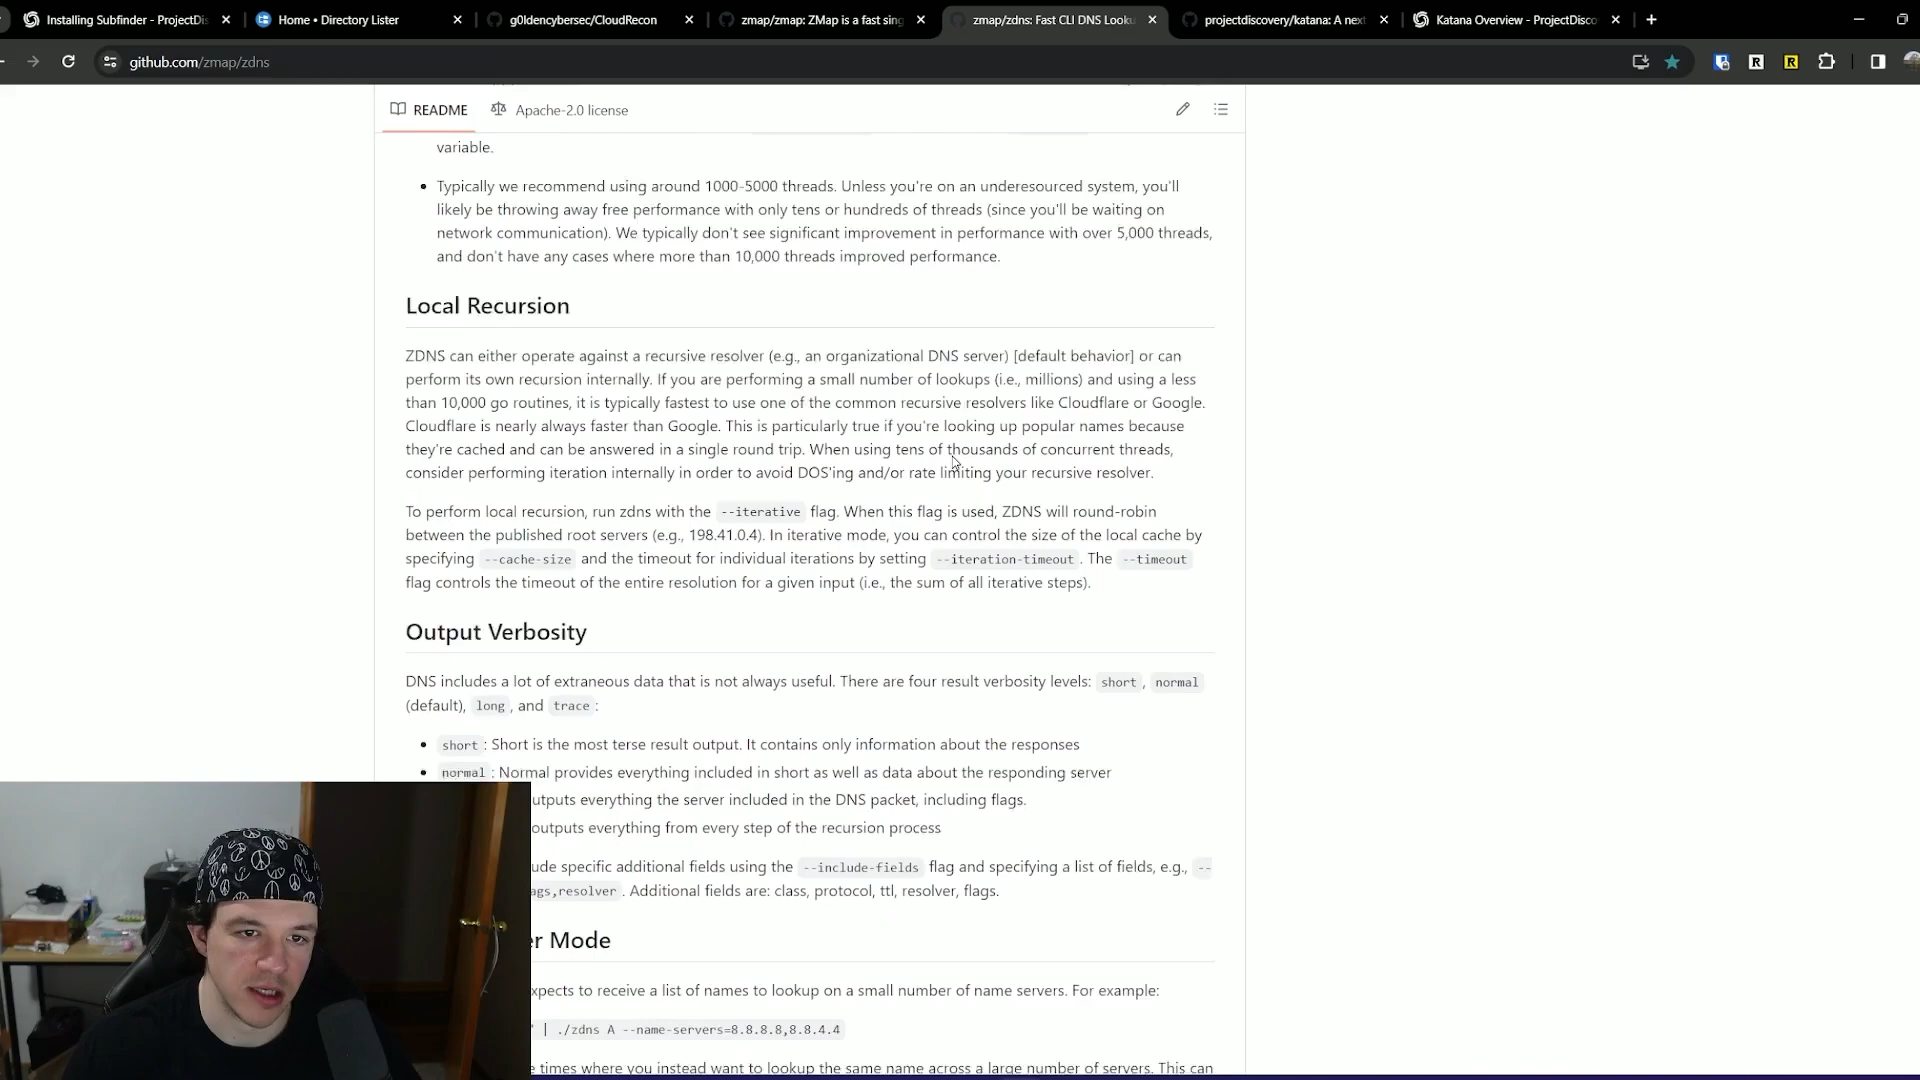 Installing Subfinder - ProjectDis
Home • Directory Lister
g0ldencybersec/CloudRecon
zmap/zmap: ZMap is a fast sing
zmap/zdns: Fast CLI DNS Looku
projectdiscovery/katana: A next
Katana Overview - ProjectDisco
github.com/zmap/zdns
README
Apache-2.0 license
variable.
Typically we recommend using around 1000-5000 threads. Unless you're on an underesourced system, you'll
likely be throwing away free performance with only tens or hundreds of threads (since you'll be waiting on
network communication). We typically don't see significant improvement in performance with over 5,000 threads,
and don't have any cases where more than 10,000 threads improved performance.
Local Recursion
ZDNS can either operate against a recursive resolver (e.g., an organizational DNS server) [default behavior] or can
perform its own recursion internally. If you are performing a small number of lookups (i.e., millions) and using a less
than 10,000 go routines, it is typically fastest to use one of the common recursive resolvers like Cloudflare or Google.
Cloudflare is nearly always faster than Google. This is particularly true if you're looking up popular names because
they're cached and can be answered in a single round trip. When using tens of thousands of concurrent threads,
consider performing iteration internally in order to avoid DOS'ing and/or rate limiting your recursive resolver.
To perform local recursion, run zdns with the --iterative flag. When this flag is used, ZDNS will round-robin
between the published root servers (e.g., 198.41.0.4). In iterative mode, you can control the size of the local cache by
specifying --cache-size and the timeout for individual iterations by setting --iteration-timeout. The --timeout
flag controls the timeout of the entire resolution for a given input (i.e., the sum of all iterative steps).
Output Verbosity
DNS includes a lot of extraneous data that is not always useful. There are four result verbosity levels: short, normal
(default), long, and trace:
short: Short is the most terse result output. It contains only information about the responses
normal: Normal provides everything included in short as well as data about the responding server
utputs everything the server included in the DNS packet, including flags.
outputs everything from every step of the recursion process
ude specific additional fields using the --include-fields flag and specifying a list of fields, e.g., --
ags,resolver. Additional fields are: class, protocol, ttl, resolver, flags.
er Mode
xpects to receive a list of names to lookup on a small number of name servers. For example:
| ./zdns A --name-servers=8.8.8.8,8.8.4.4
e times where you instead want to lookup the same name across a large number of servers. This can